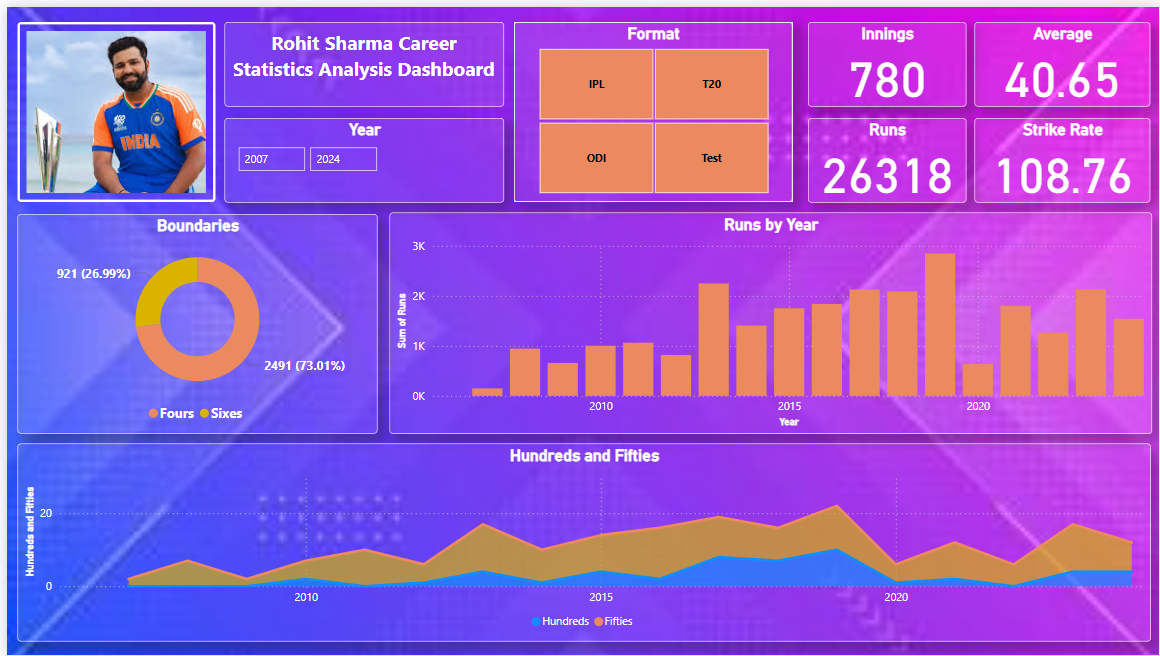 Rohit Sharma Career
Statistics Analysis Dashboard
Year
2007
2024
Format
IPL
T20
ODI
Test
Innings
780
Average
40.65
Runs
26318
Strike Rate
108.76
INDIA
Boundaries
921 (26.99%)
2491 (73.01%)
Fours
Sixes
Runs by Year
Sum of Runs
3K
2K
1K
0K
2010
2015
2020
Year
Hundreds and Fifties
Hundreds and Fifties
20
0
2010
2015
2020
Hundreds
Fifties